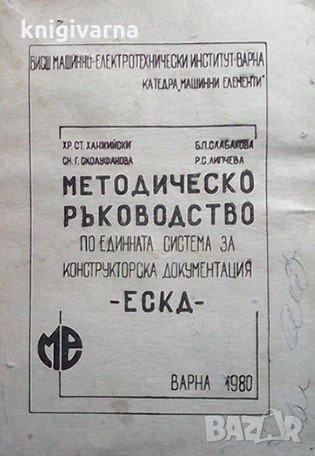 knigivarna
ВИСШ МАШИННО-ЕЛЕКТРОТЕХНИЧЕСКИ ИНСТИТУТ-ВАРНА
КАТЕДРА „МАШИННИ ЕЛЕМЕНТИ“
ХР. СТ. ХАНЖИЙСКИ Б.П. СЛАБАКОВА
СН. Г. СКОЛУФАНОВА Р.С. ЛИПЧЕВА
МЕТОДИЧЕСКО
РЪКОВОДСТВО
ПО ЕДИННАТА СИСТЕМА ЗА
КОНСТРУКТОРСКА ДОКУМЕНТАЦИЯ
-ЕСКД-
МЕ
ВАРНА 1980
BAZAR